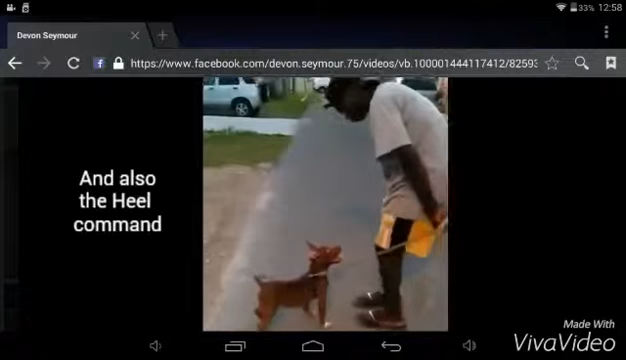 33% 12:58
Devon Seymour
https://www.facebook.com/devon.seymour.75/videos/vb.100001444117412/82593
And also
the Heel
command
Made With
VivaVideo